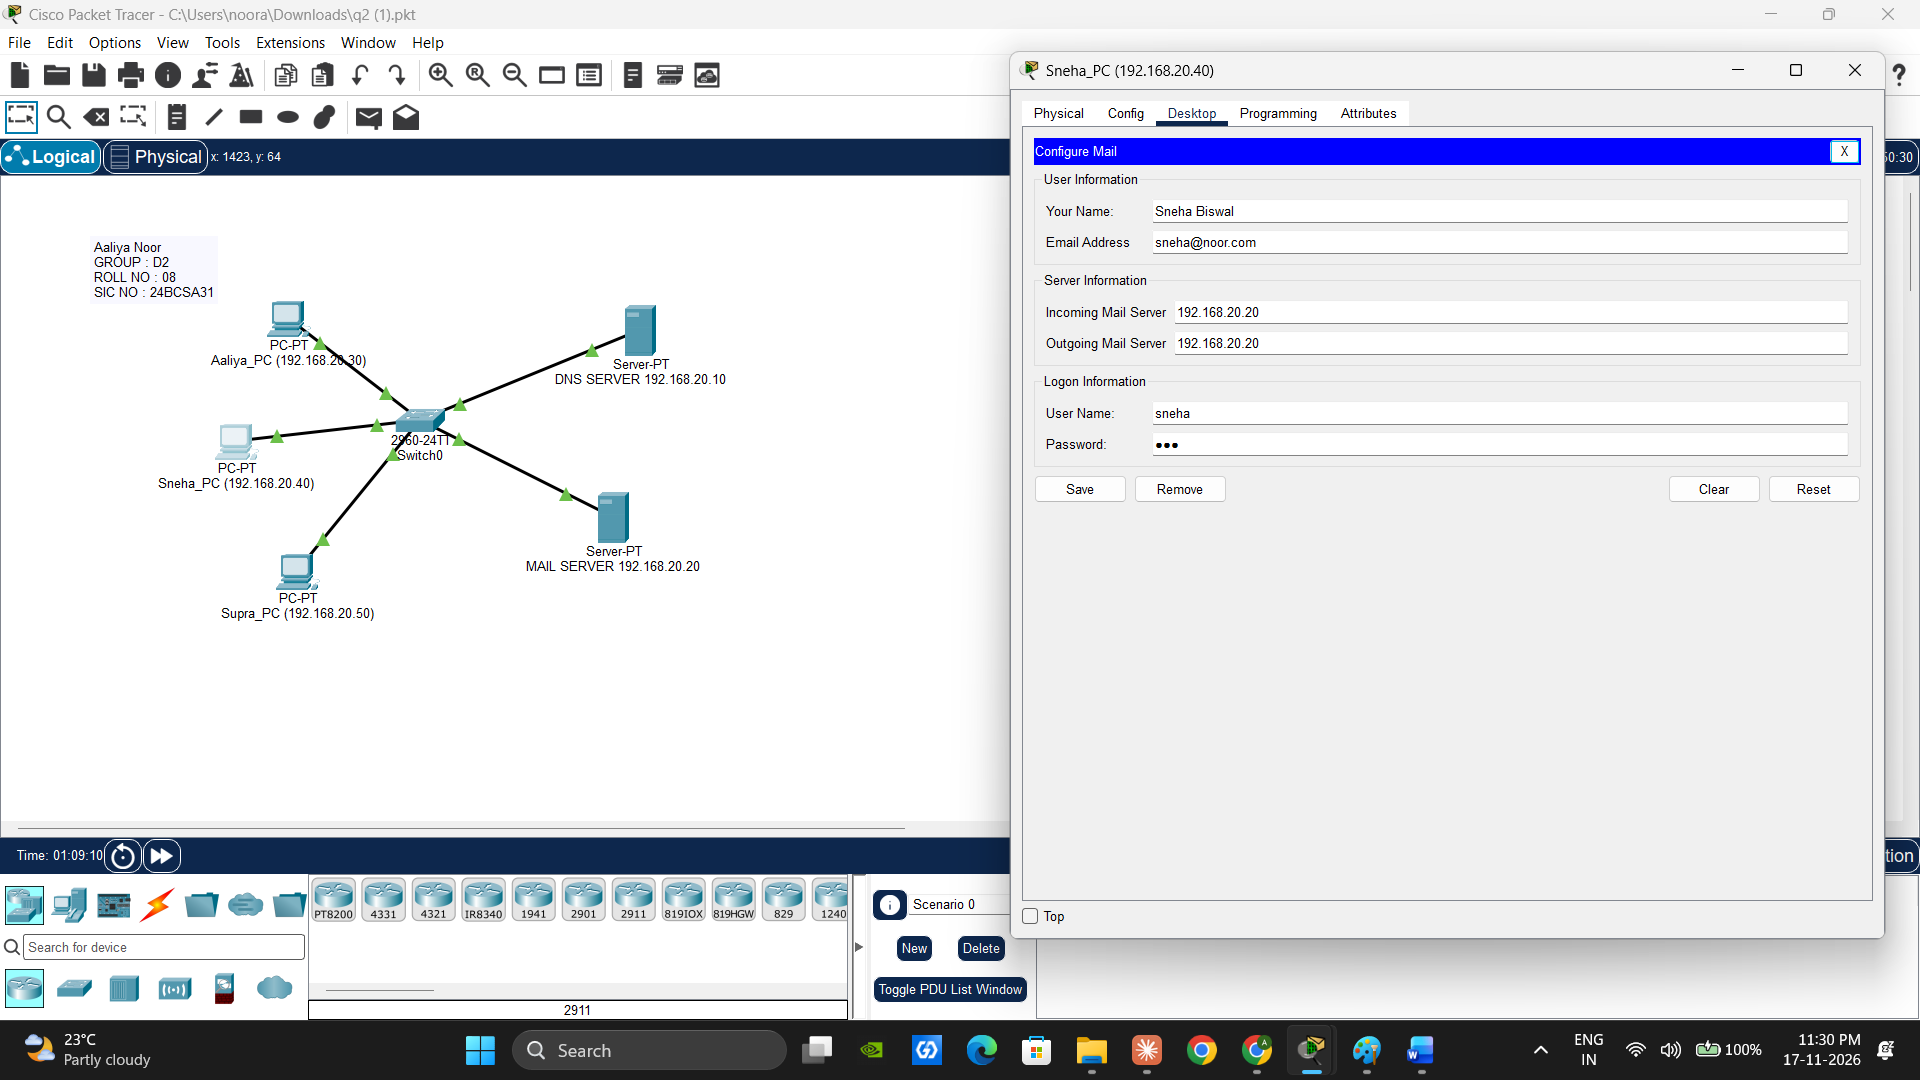 Cisco Packet Tracer - C:\Users\noora\Downloads\q2 (1).pkt
File Edit Options View Tools Extensions Window Help
Logical Physical x: 1423, y: 64
Aaliya Noor
GROUP : D2
ROLL NO : 08
SIC NO : 24BCSA31
PC-PT
Aaliya_PC (192.168.20.30)
Server-PT
DNS SERVER 192.168.20.10
2960-24TT
Switch0
PC-PT
Sneha_PC (192.168.20.40)
Server-PT
MAIL SERVER 192.168.20.20
PC-PT
Supra_PC (192.168.20.50)
Sneha_PC (192.168.20.40)
Physical Config Desktop Programming Attributes
Configure Mail X
User Information
Your Name: Sneha Biswal
Email Address sneha@noor.com
Server Information
Incoming Mail Server 192.168.20.20
Outgoing Mail Server 192.168.20.20
Logon Information
User Name: sneha
Password: •••
Save Remove Clear Reset
Top
Time: 01:09:10
PT8200 4331 4321 IR8340 1941 2901 2911 819IOX 819HGW 829 1240
Search for device
2911
Scenario 0
New Delete
Toggle PDU List Window
23°C
Partly cloudy
Search
ENG
IN
100%
11:30 PM
17-11-2026